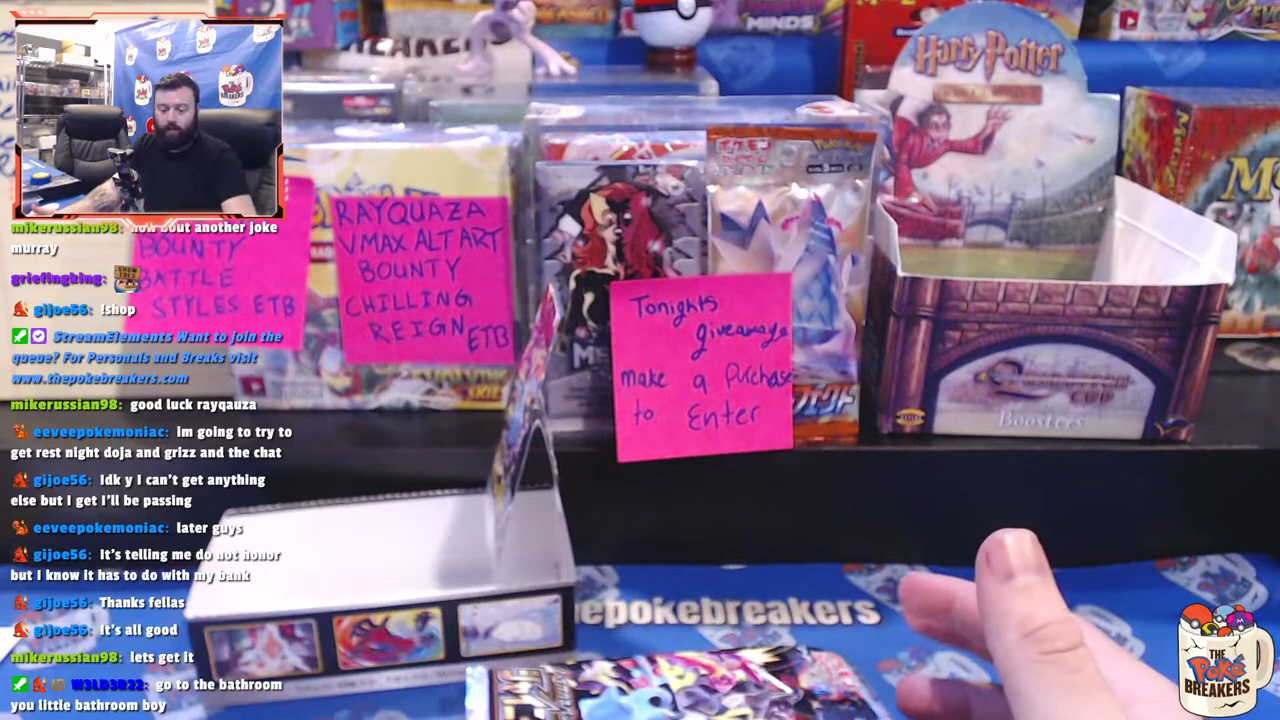 mikerussian98: how bout another joke
murray
griefingking:
gijoe56: !shop
StreamElements Want to join the
queue? For Personals and Breaks visit
www.thepokebreakers.com
mikerussian98: good luck rayqauza
eeveepokemoniac: im going to try to
get rest night doja and grizz and the chat
gijoe56: Idk y I can't get anything
else but I get I'll be passing
eeveepokemoniac: later guys
gijoe56: It's telling me do not honor
but I know it has to do with my bank
gijoe56: Thanks fellas
gijoe56: It's all good
mikerussian98: lets get it
W3LD3R22: go to the bathroom
you little bathroom boy
BOUNTY
BATTLE
STYLES ETB
RAYQUAZA
VMAX ALT ART
BOUNTY
CHILLING
REIGN ETB
Tonights
giveaways
make a purchase
to Enter
MINDS
Harry Potter
CUP
Boosters
thepokebreakers
THE
Poké
BREAKERS